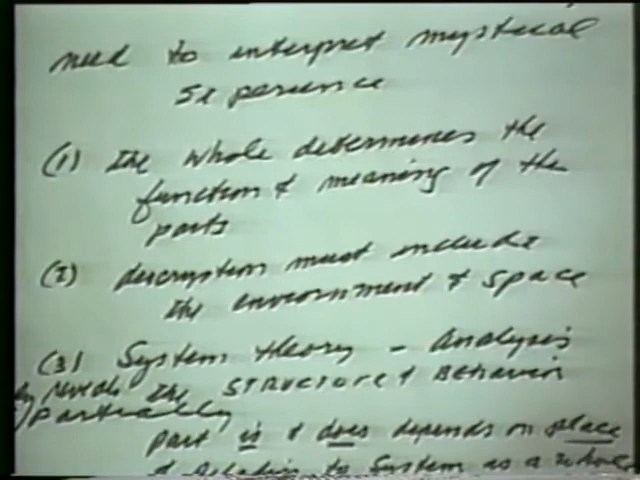 need to interpret mystical
experience
(1) The whole determines the
function & meaning of the
parts
(2) description must include
the environment & space
(3) System theory - Analysis
reveals the STRUCTURE & BEHAVIOR
partially
part is & does depends on place
& relation to system as a whole